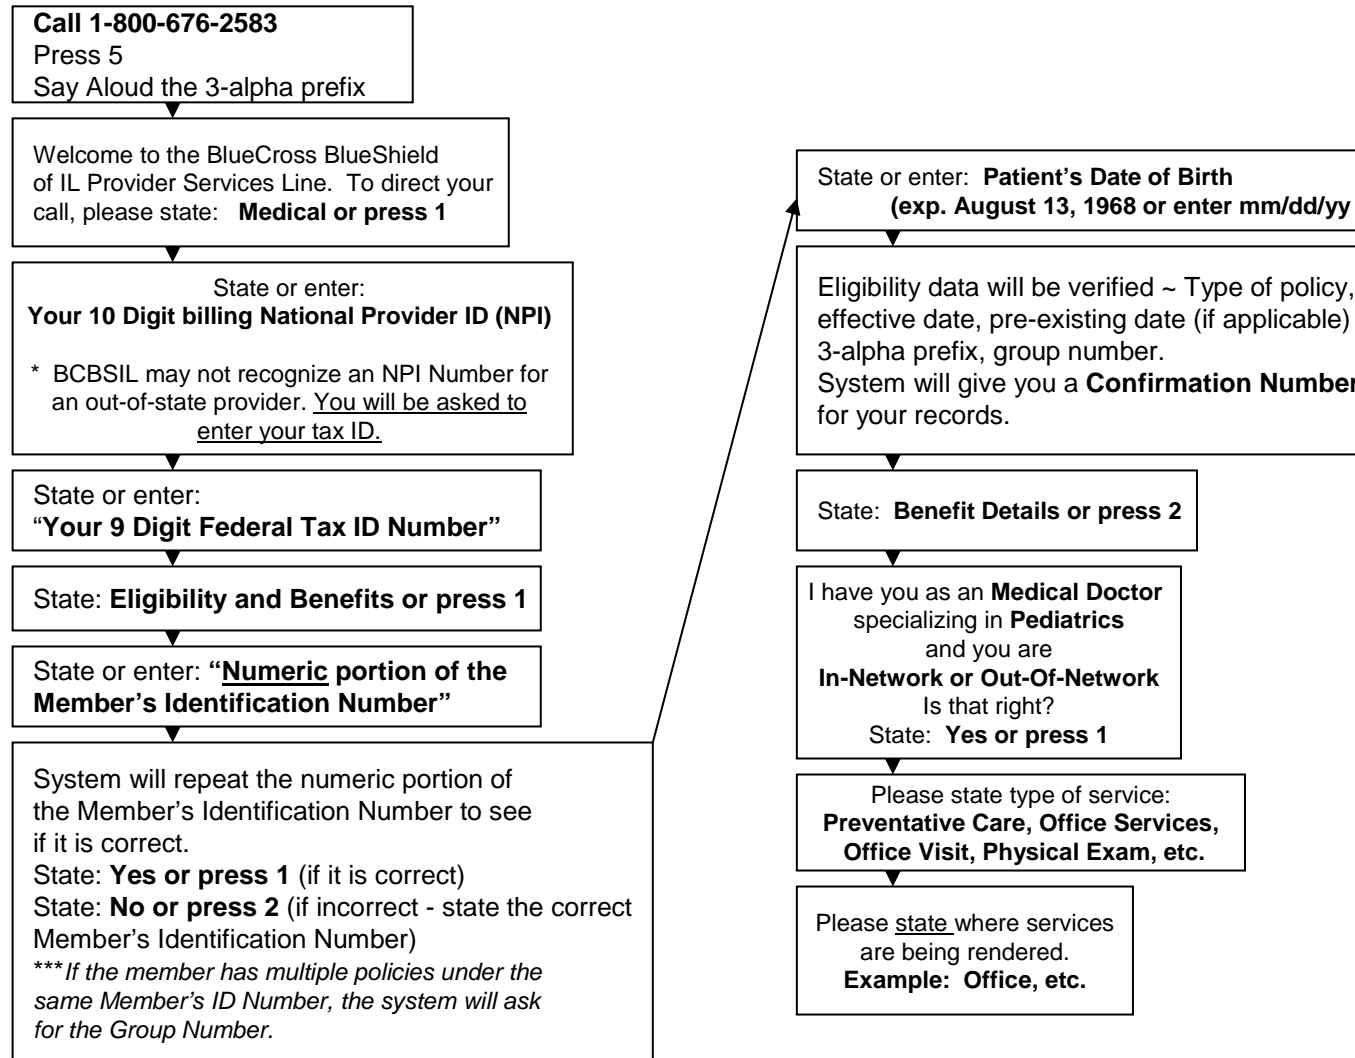 Call 1-800-676-2583
Press 5
Say Aloud the 3-alpha prefix
Welcome to the BlueCross BlueShield
of IL Provider Services Line.  To direct your
call, please state:   Medical or press 1
State or enter:
Your 10 Digit billing National Provider ID (NPI)
*  BCBSIL may not recognize an NPI Number for
an out-of-state provider. You will be asked to
enter your tax ID.
State or enter:
“Your 9 Digit Federal Tax ID Number”
State: Eligibility and Benefits or press 1
State or enter: “Numeric portion of the
Member’s Identification Number”
System will repeat the numeric portion of
the Member’s Identification Number to see
if it is correct.
State: Yes or press 1 (if it is correct)
State: No or press 2 (if incorrect - state the correct
Member’s Identification Number)
***If the member has multiple policies under the
same Member’s ID Number, the system will ask
for the Group Number.
State or enter:  Patient’s Date of Birth
(exp. August 13, 1968 or enter mm/dd/yy
Eligibility data will be verified ~ Type of policy,
effective date, pre-existing date (if applicable)
3-alpha prefix, group number.
System will give you a Confirmation Number
for your records.
State:  Benefit Details or press 2
I have you as an Medical Doctor
specializing in Pediatrics
and you are
In-Network or Out-Of-Network
Is that right?
State:  Yes or press 1
Please state type of service:
Preventative Care, Office Services,
Office Visit, Physical Exam, etc.
Please state where services
are being rendered.
Example:  Office, etc.